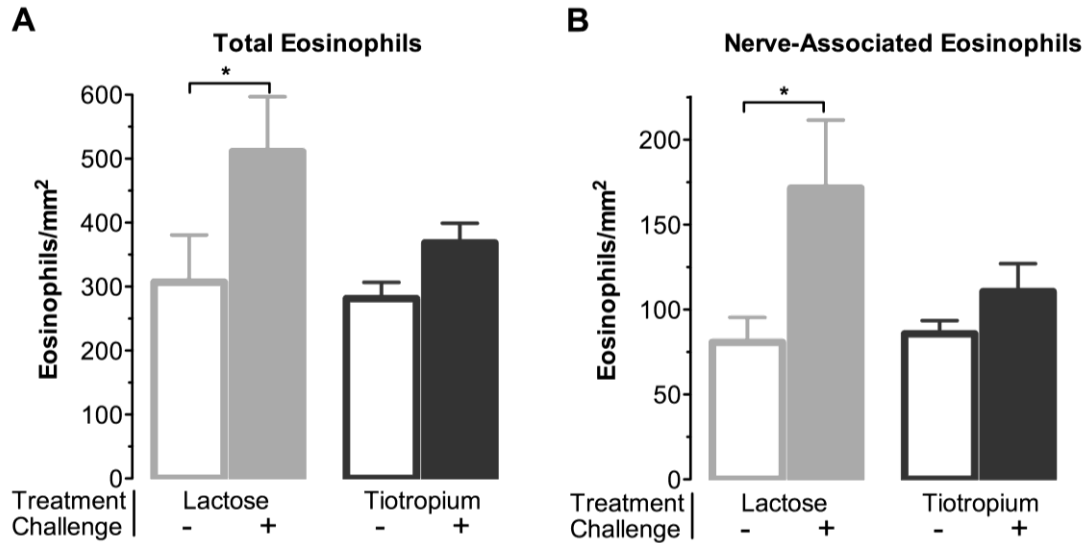 A
Total Eosinophils
*
Eosinophils/mm²
600
500
400
300
200
100
0
Treatment Lactose Tiotropium
Challenge - + - +
B
Nerve-Associated Eosinophils
*
Eosinophils/mm²
200
150
100
50
0
Treatment Lactose Tiotropium
Challenge - + - +